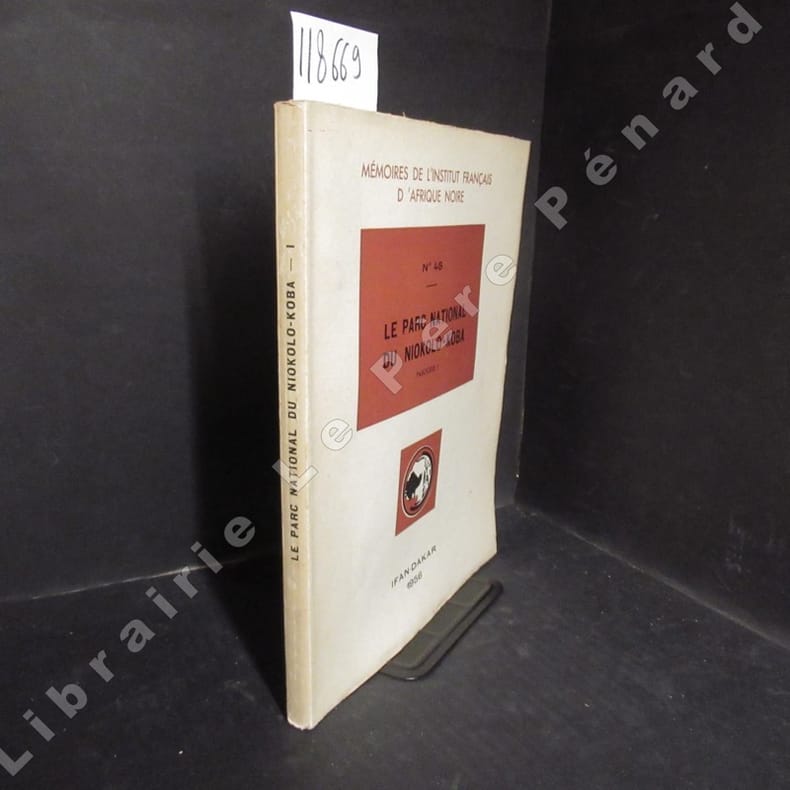 118669
MÉMOIRES DE L'INSTITUT FRANÇAIS
D'AFRIQUE NOIRE
N° 48
LE PARC NATIONAL
DU NIOKOLO-KOBA
FASCICULE I
IFAN-DAKAR
1956
LE PARC NATIONAL DU NIOKOLO-KOBA — I
Librairie Le Père Pénard